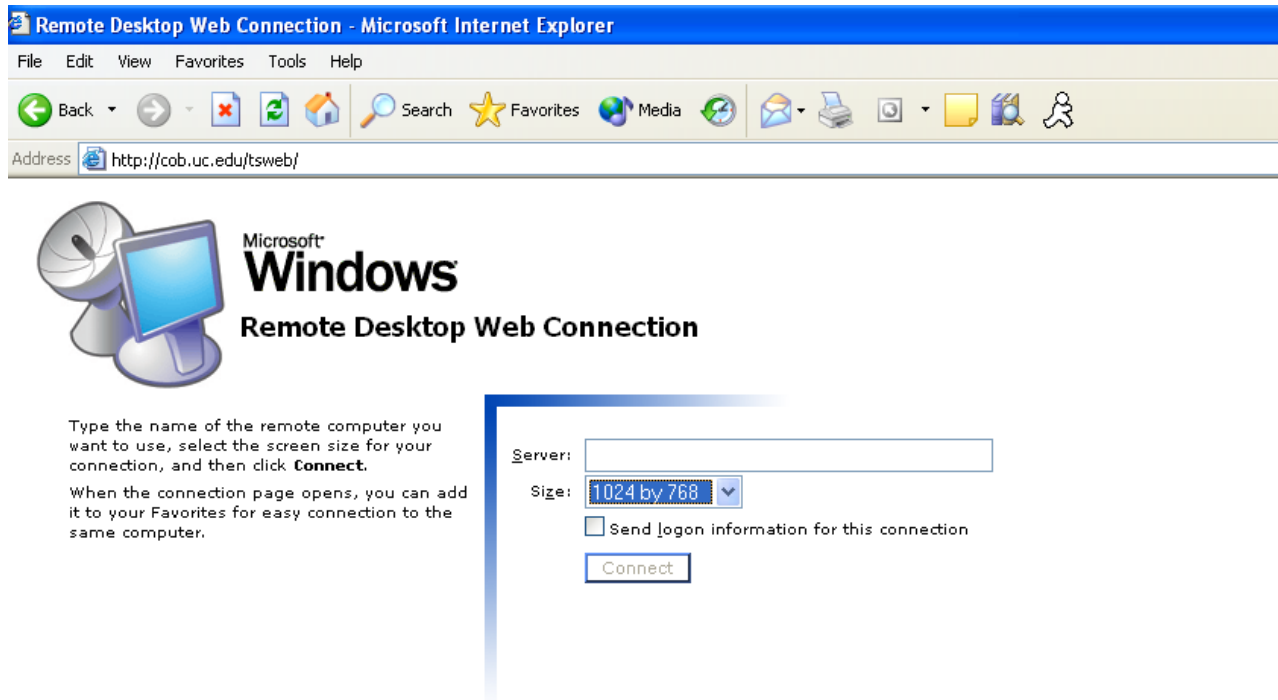 Remote Desktop Web Connection - Microsoft Internet Explorer
File Edit View Favorites Tools Help
Back Search Favorites Media
Address http://cob.uc.edu/tsweb/
Microsoft
Windows
Remote Desktop Web Connection
Type the name of the remote computer you
want to use, select the screen size for your
connection, and then click Connect.
When the connection page opens, you can add
it to your Favorites for easy connection to the
same computer.
Server:
Size: 1024 by 768
Send logon information for this connection
Connect